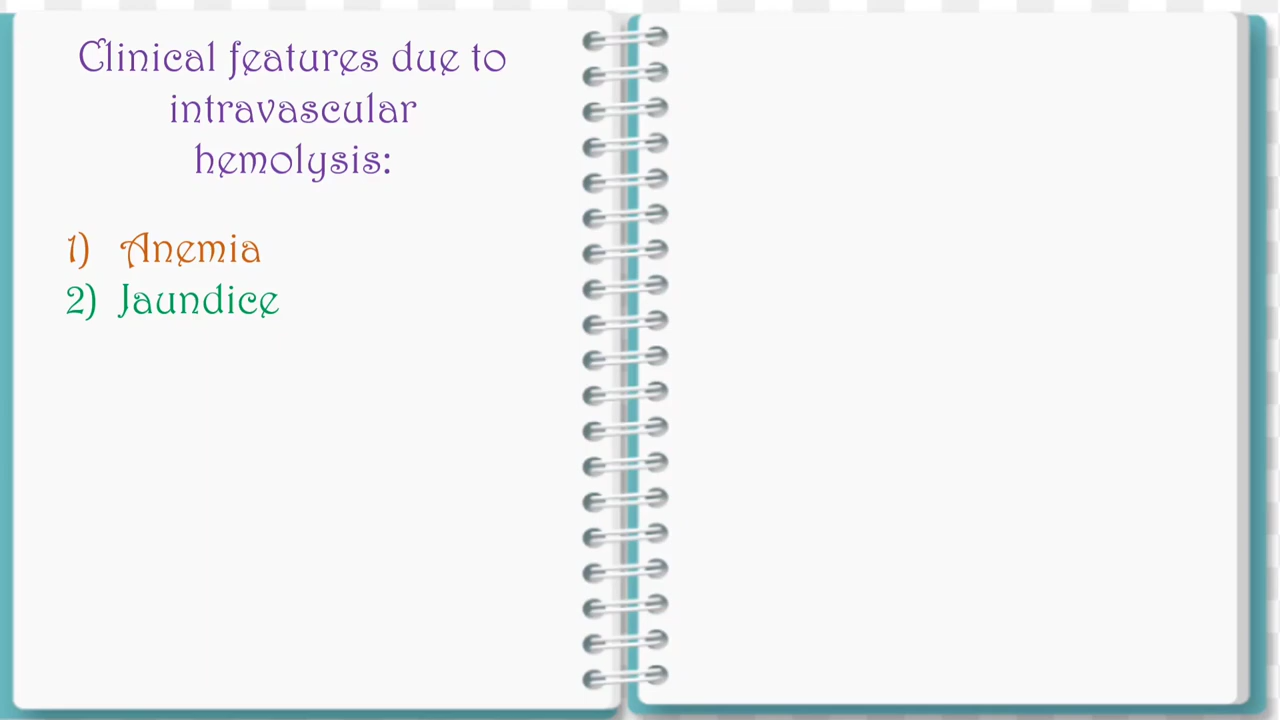 Clinical features due to
intravascular
hemolysis:
1) Anemia
2) Jaundice